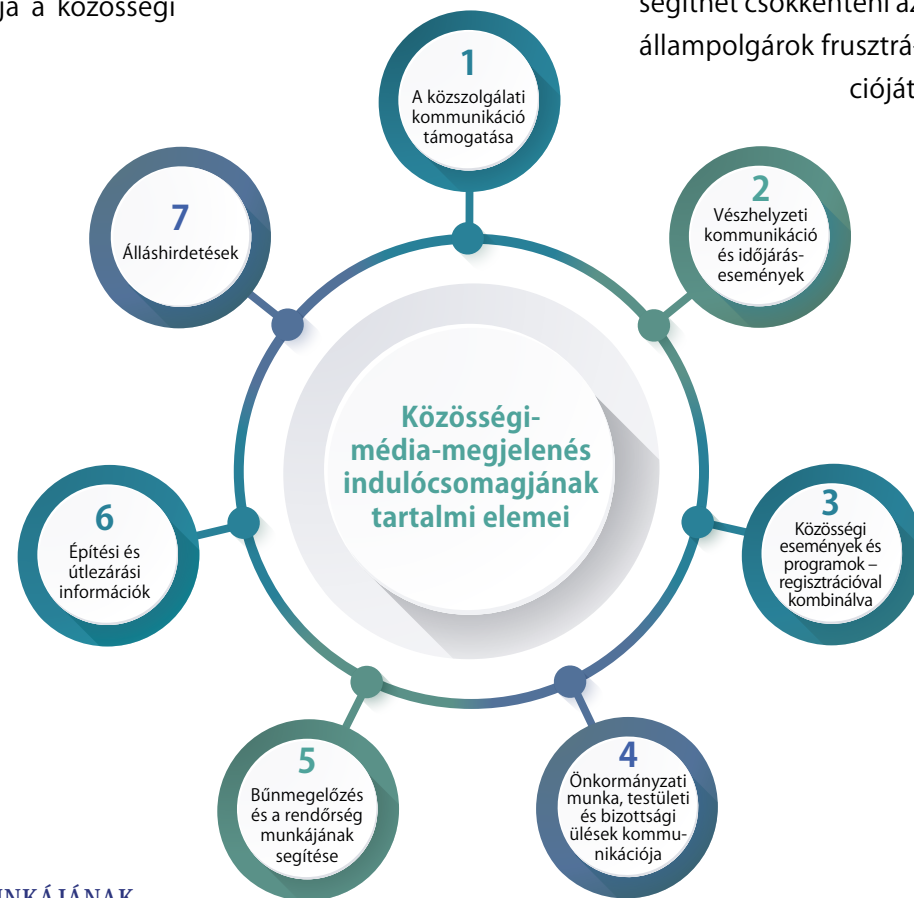 ja a közösségi
segíthet csökkenteni az
állampolgárok frusztrá-
cióját
1
A közszolgálati
kommunikáció
támogatása
2
Vészhelyzeti
kommunikáció
és időjárás-
események
3
Közösségi
események és
programok –
regisztrációval
kombinálva
4
Önkormányzati
munka, testületi
és bizottsági
ülések kommu-
nikációja
5
Bűnmegelőzés
és a rendőrség
munkájának
segítése
6
Építési és
útlezárási
információk
7
Álláshirdetések
Közösségi-
média-megjelenés
indulócsomagjának
tartalmi elemei